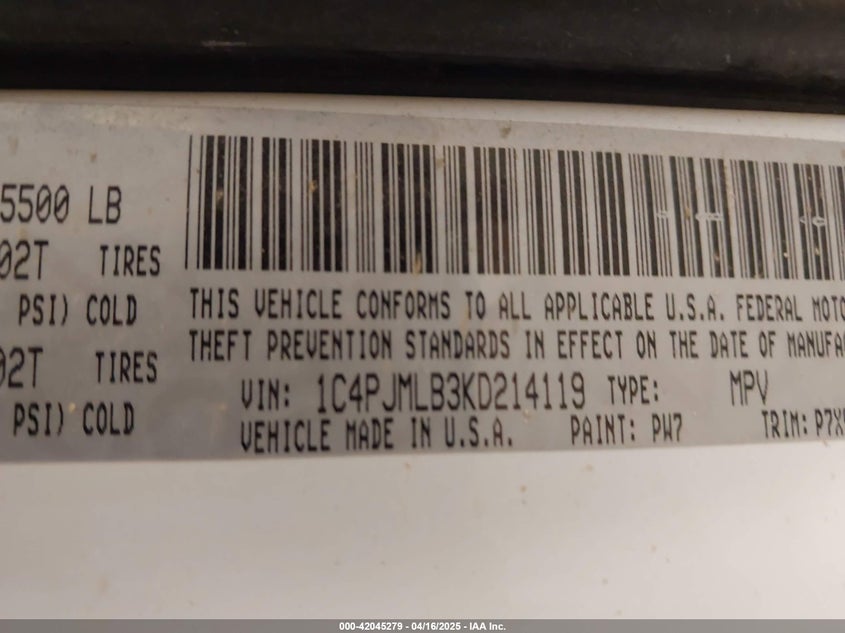 5500 LB
02T TIRES
PSI) COLD
02T TIRES
PSI) COLD
THIS VEHICLE CONFORMS TO ALL APPLICABLE U.S.A. FEDERAL MOTO
THEFT PREVENTION STANDARDS IN EFFECT ON THE DATE OF MANUFA
VIN: 1C4PJMLB3KD214119 TYPE: MPV
VEHICLE MADE IN U.S.A. PAINT: PW7 TRIM: P7X
000-42045279 - 04/16/2025 - IAA Inc.